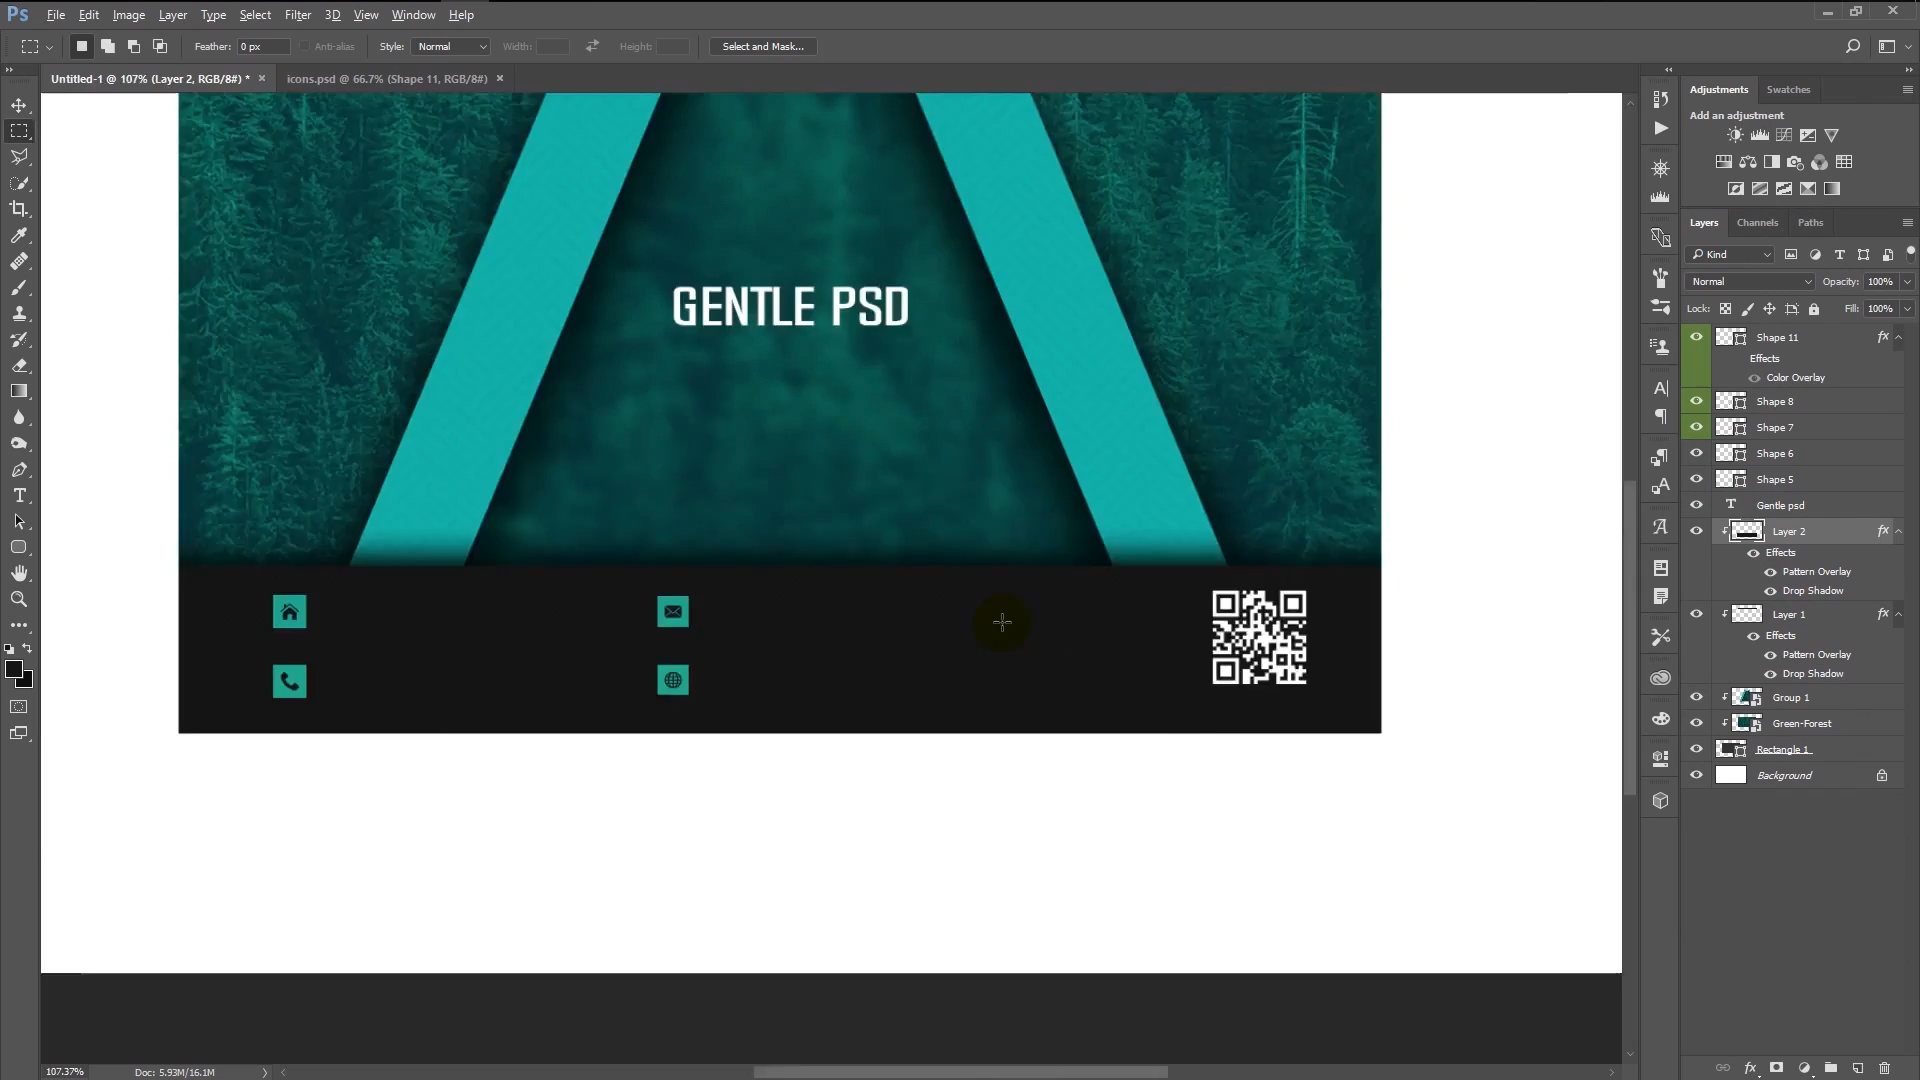 Ps File Edit Image Layer Type Select Filter 3D View Window Help
Feather: 0 px Anti-alias Style: Normal Width: Height: Select and Mask...
Untitled-1 @ 107% (Layer 2, RGB/8#) * × icons.psd @ 66.7% (Shape 11, RGB/8#) ×
Adjustments Swatches
Add an adjustment
Layers Channels Paths
Kind
Normal Opacity: 100%
Lock: Fill: 100%
Shape 11 fx
Effects
Color Overlay
Shape 8
Shape 7
Shape 6
Shape 5
Gentle psd
Layer 2 fx
Effects
Pattern Overlay
Drop Shadow
Layer 1 fx
Effects
Pattern Overlay
Drop Shadow
Group 1
Green-Forest
Rectangle 1
Background
GENTLE PSD
107.37% Doc: 5.93M/16.1M